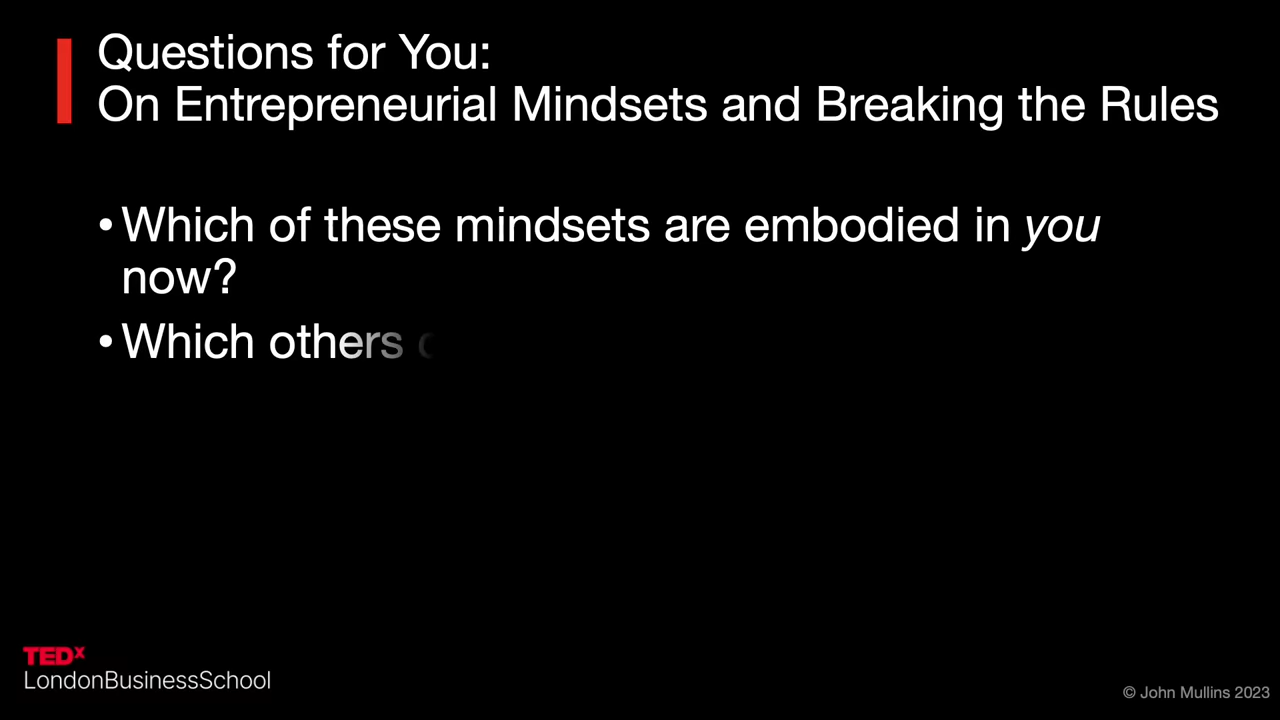 Questions for You:
On Entrepreneurial Mindsets and Breaking the Rules
• Which of these mindsets are embodied in you
now?
• Which others
TEDx
LondonBusinessSchool
© John Mullins 2023